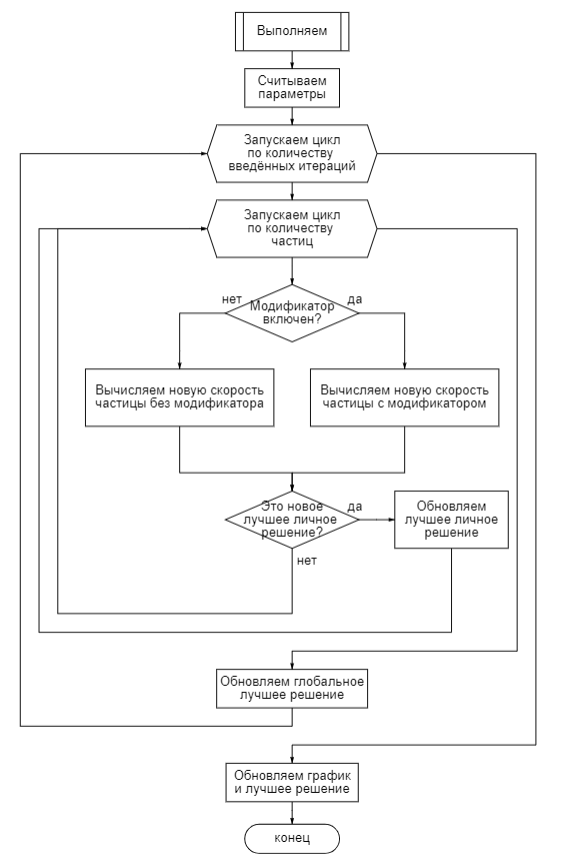 Выполняем
Считываем
параметры
Запускаем цикл
по количеству
введённых итераций
Запускаем цикл
по количеству
частиц
нет
да
Модификатор
включен?
Вычисляем новую скорость
частицы без модификатора
Вычисляем новую скорость
частицы с модификатором
Это новое
лучшее личное
решение?
да
Обновляем
лучшее личное
решение
нет
Обновляем глобальное
лучшее решение
Обновляем график
и лучшее решение
конец